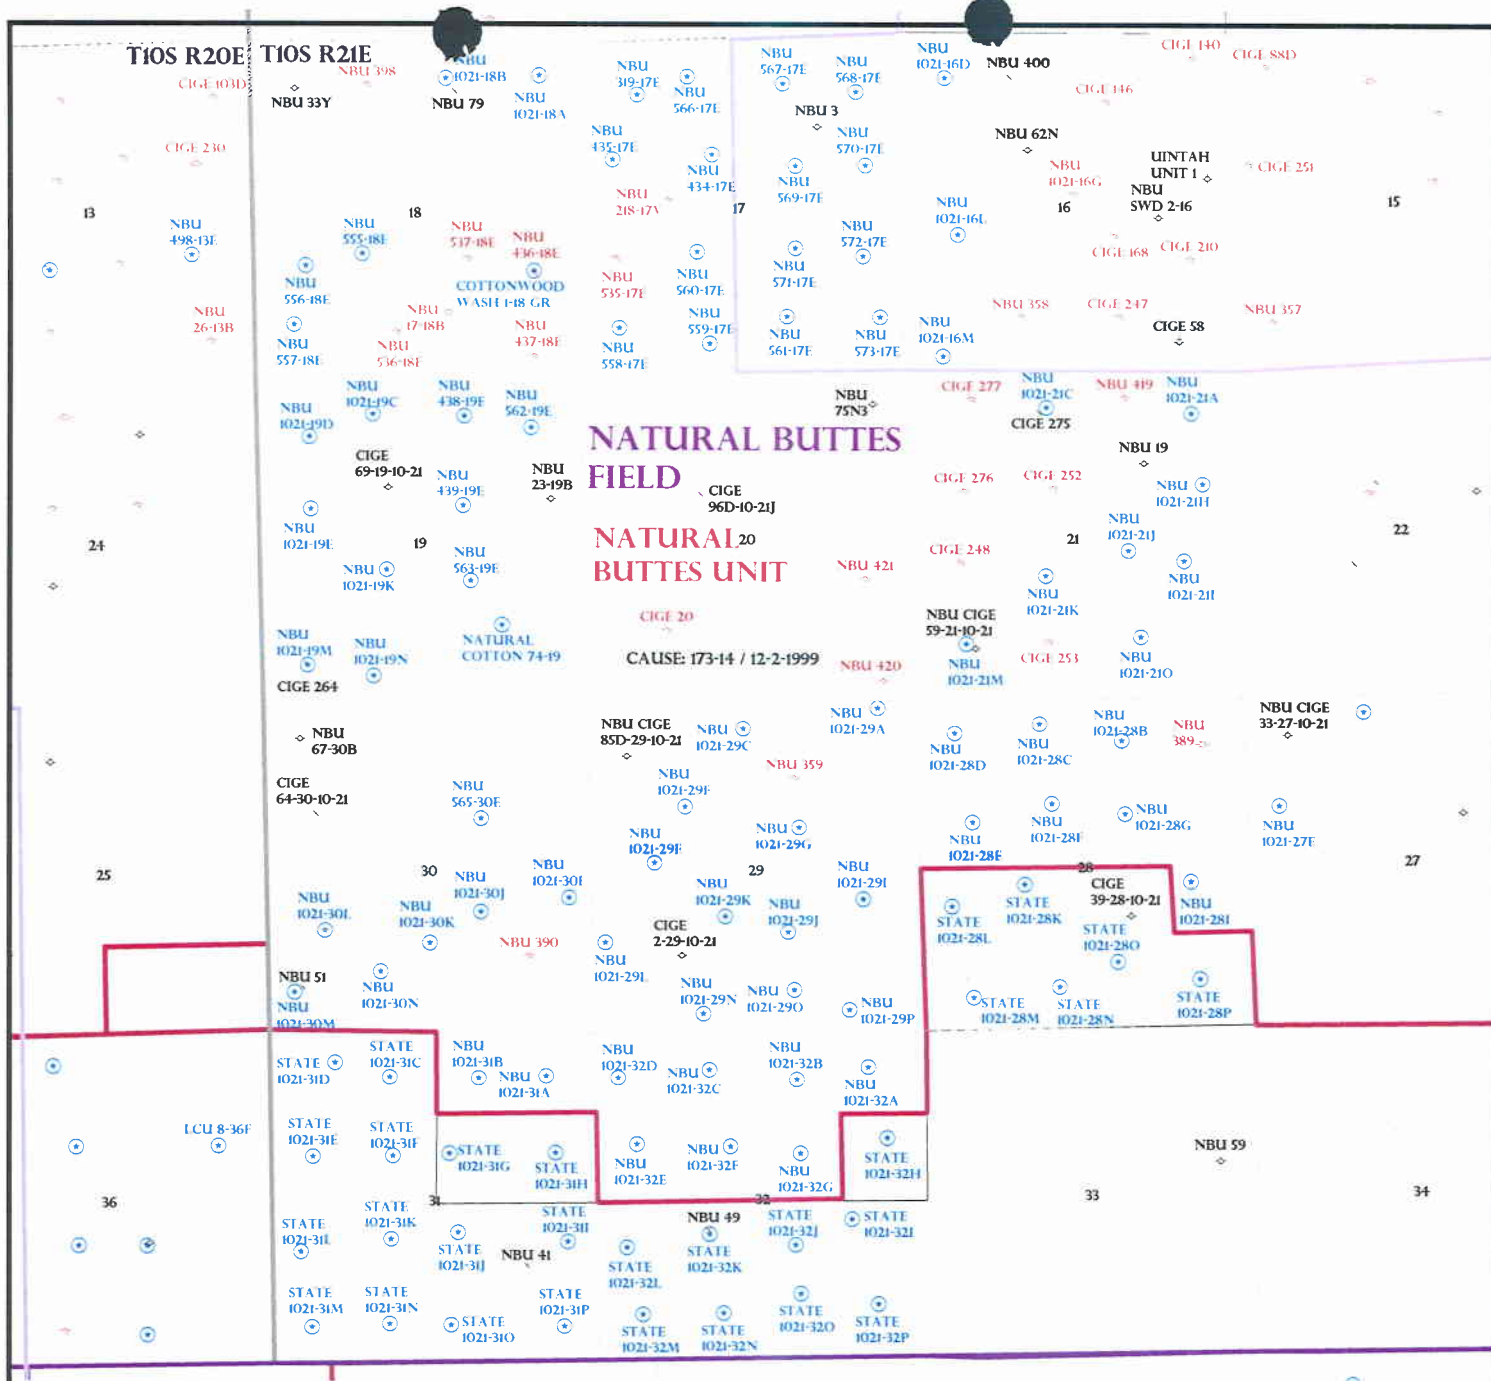 T10S R20E
T10S R21E
CIGE 103D
NBU 33Y
NBU 398
NBU
1021-18B
NBU 79
NBU
1021-18A
NBU
319-17E
NBU
566-17E
NBU
567-17E
NBU
568-17E
NBU
1021-16D
NBU 400
CIGE 140
CIGE 88D
CIGE 146
NBU 3
CIGE 230
NBU
435-17E
NBU
434-17E
NBU
570-17E
NBU
569-17E
NBU 62N
NBU
1021-16G
UINTAH
UNIT 1
NBU
SWD 2-16
CIGE 251
13
18
NBU
218-17V
17
16
15
NBU
498-13E
NBU
555-18E
NBU
537-18E
NBU
436-18E
NBU
1021-16L
NBU
572-17E
CIGE 168
CIGE 210
NBU
556-18E
COTTONWOOD
WASH 1-18 GR
NBU
535-17E
NBU
560-17E
NBU
571-17E
NBU
26-13B
NBU
17-18B
NBU
437-18E
NBU
559-17E
NBU 358
CIGE 247
NBU 357
NBU
557-18E
NBU
536-18E
NBU
558-17E
NBU
561-17E
NBU
573-17E
NBU
1021-16M
CIGE 58
NBU
1021-19D
NBU
1021-19C
NBU
438-19E
NBU
562-19E
NBU
75N3
CIGE 277
NBU
1021-21C
CIGE 275
NBU 419
NBU
1021-21A
NATURAL BUTTES
FIELD
CIGE
69-19-10-21
NBU
439-19E
NBU
23-19B
CIGE
96D-10-21J
CIGE 276
CIGE 252
NBU 19
NBU
1021-21H
24
NBU
1021-19E
19
NATURAL
BUTTES UNIT
20
21
NBU
1021-21J
22
NBU
1021-19K
NBU
563-19E
NBU 421
CIGE 248
NBU
1021-21K
NBU
1021-21I
CIGE 20
NBU CIGE
59-21-10-21
NBU
1021-19M
CIGE 264
NBU
1021-19N
NATURAL
COTTON 74-19
CAUSE: 173-14 / 12-2-1999
NBU 420
NBU
1021-21M
CIGE 253
NBU
1021-21O
NBU
67-30B
NBU CIGE
85D-29-10-21
NBU
1021-29C
NBU
1021-29A
NBU
1021-28D
NBU
1021-28C
NBU
1021-28B
NBU
389-
NBU CIGE
33-27-10-21
CIGE
64-30-10-21
NBU
565-30E
NBU
1021-29F
NBU 359
NBU
1021-29E
NBU
1021-29G
NBU
1021-28E
NBU
1021-28F
NBU
1021-28G
NBU
1021-27E
25
30
29
28
27
NBU
1021-30L
NBU
1021-30K
NBU
1021-30J
NBU
1021-30I
NBU
1021-29K
NBU
1021-29J
NBU
1021-29I
STATE
1021-28L
STATE
1021-28K
CIGE
39-28-10-21
STATE
1021-28O
NBU
1021-28I
NBU 390
CIGE
2-29-10-21
NBU 51
NBU
1021-30M
NBU
1021-30N
NBU
1021-29L
NBU
1021-29N
NBU
1021-29O
NBU
1021-29P
STATE
1021-28M
STATE
1021-28N
STATE
1021-28P
STATE
1021-31D
STATE
1021-31C
NBU
1021-31B
NBU
1021-31A
NBU
1021-32D
NBU
1021-32C
NBU
1021-32B
NBU
1021-32A
LCU 8-36F
STATE
1021-31E
STATE
1021-31F
STATE
1021-31G
STATE
1021-31H
NBU
1021-32E
NBU
1021-32F
NBU
1021-32G
STATE
1021-32H
NBU 59
36
31
32
33
34
STATE
1021-31L
STATE
1021-31K
STATE
1021-31J
NBU 41
STATE
1021-31I
STATE
1021-32L
NBU 49
STATE
1021-32K
STATE
1021-32J
STATE
1021-32I
STATE
1021-31M
STATE
1021-31N
STATE
1021-31O
STATE
1021-31P
STATE
1021-32M
STATE
1021-32N
STATE
1021-32O
STATE
1021-32P